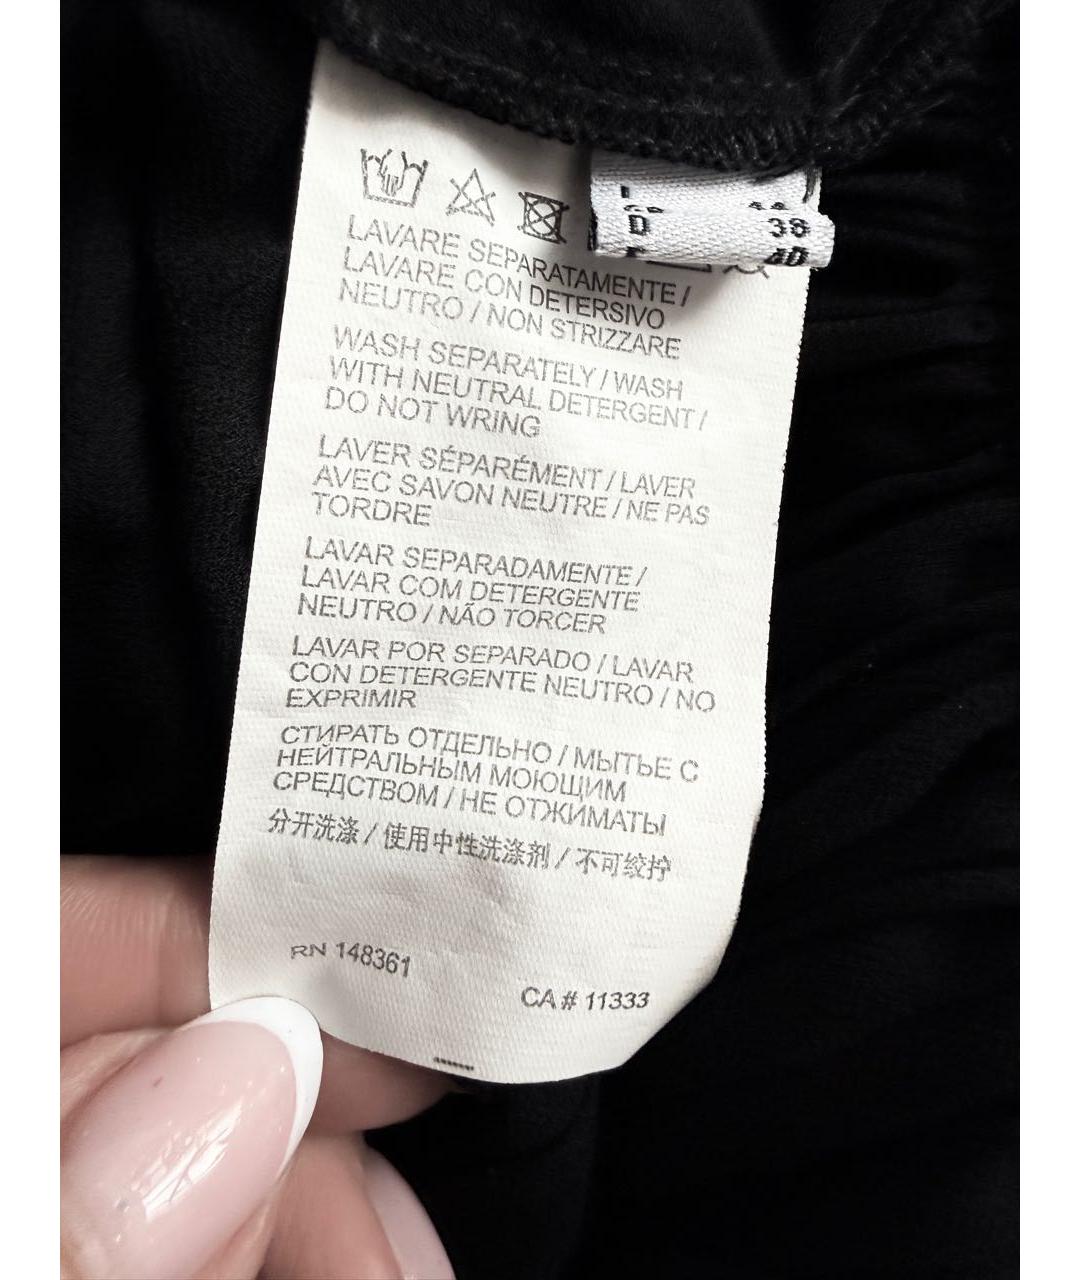 D 38
40
LAVARE SEPARATAMENTE /
LAVARE CON DETERSIVO
NEUTRO / NON STRIZZARE
WASH SEPARATELY / WASH
WITH NEUTRAL DETERGENT /
DO NOT WRING
LAVER SÉPARÉMENT / LAVER
AVEC SAVON NEUTRE / NE PAS
TORDRE
LAVAR SEPARADAMENTE /
LAVAR COM DETERGENTE
NEUTRO / NÃO TORCER
LAVAR POR SEPARADO / LAVAR
CON DETERGENTE NEUTRO / NO
EXPRIMIR
СТИРАТЬ ОТДЕЛЬНО / МЫТЬЕ С
НЕЙТРАЛЬНЫМ МОЮЩИМ
СРЕДСТВОМ / НЕ ОТЖИМАТЫ
分开洗涤 / 使用中性洗涤剂 / 不可绞拧
RN 148361
CA # 11333